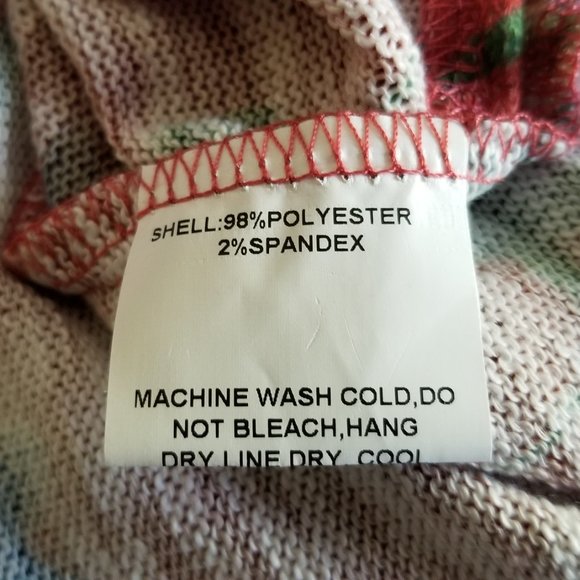 SHELL:98%POLYESTER
2%SPANDEX
MACHINE WASH COLD,DO
NOT BLEACH,HANG
DRY LINE DRY COOL